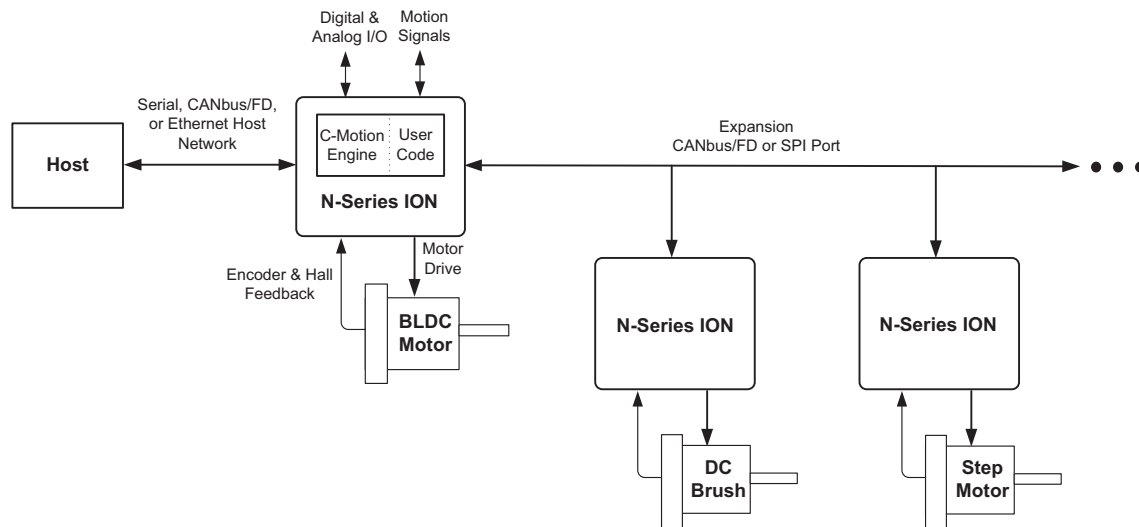 Digital &
Analog I/O
Motion
Signals
Serial, CANbus/FD,
or Ethernet Host
Network
Host
C-Motion
Engine
User
Code
N-Series ION
Expansion
CANbus/FD or SPI Port
Encoder & Hall
Feedback
Motor
Drive
BLDC
Motor
N-Series ION
N-Series ION
DC
Brush
Step
Motor